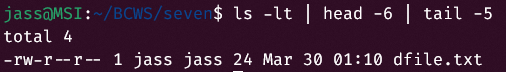 jass@MSI:~/BCWS/seven$ ls -lt | head -6 | tail -5
total 4
-rw-r--r-- 1 jass jass 24 Mar 30 01:10 dfile.txt